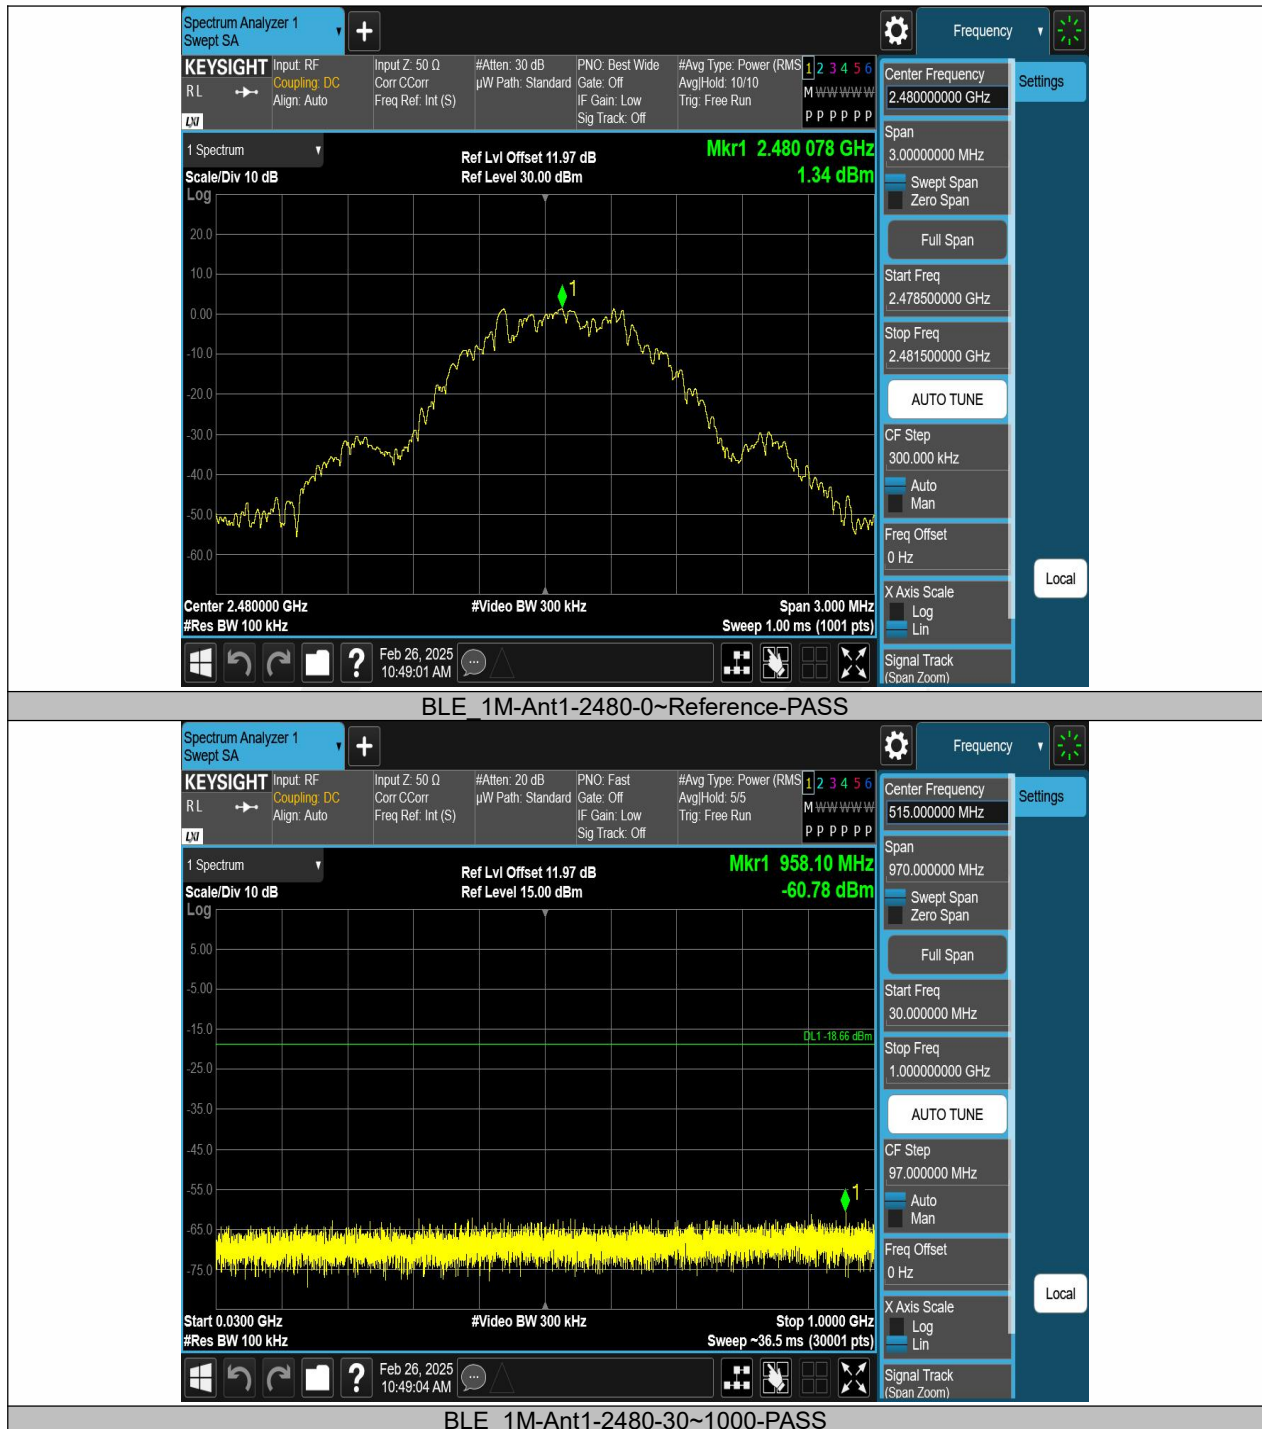 Spectrum Analyzer 1
Swept SA
+
Frequency
KEYSIGHT
R L
LXI
Input: RF
Coupling: DC
Align: Auto
Input Z: 50 Ω
Corr CCorr
Freq Ref: Int (S)
#Atten: 30 dB
µW Path: Standard
PNO: Best Wide
Gate: Off
IF Gain: Low
Sig Track: Off
#Avg Type: Power (RMS
Avg|Hold: 10/10
Trig: Free Run
1 2 3 4 5 6
M W W W W W
P P P P P P
Center Frequency
2.480000000 GHz
Settings
Span
3.00000000 MHz
Swept Span
Zero Span
Full Span
Start Freq
2.478500000 GHz
Stop Freq
2.481500000 GHz
AUTO TUNE
CF Step
300.000 kHz
Auto
Man
Freq Offset
0 Hz
X Axis Scale
Log
Lin
Signal Track
(Span Zoom)
Local
1 Spectrum
Scale/Div 10 dB
Log
Ref Lvl Offset 11.97 dB
Ref Level 30.00 dBm
Mkr1 2.480 078 GHz
1.34 dBm
1
20.0
10.0
0.00
-10.0
-20.0
-30.0
-40.0
-50.0
-60.0
Center 2.480000 GHz
#Res BW 100 kHz
#Video BW 300 kHz
Span 3.000 MHz
Sweep 1.00 ms (1001 pts)
?
Feb 26, 2025
10:49:01 AM
BLE_1M-Ant1-2480-0~Reference-PASS
Spectrum Analyzer 1
Swept SA
+
Frequency
KEYSIGHT
R L
LXI
Input: RF
Coupling: DC
Align: Auto
Input Z: 50 Ω
Corr CCorr
Freq Ref: Int (S)
#Atten: 20 dB
µW Path: Standard
PNO: Fast
Gate: Off
IF Gain: Low
Sig Track: Off
#Avg Type: Power (RMS
Avg|Hold: 5/5
Trig: Free Run
1 2 3 4 5 6
M W W W W W
P P P P P P
Center Frequency
515.000000 MHz
Settings
Span
970.000000 MHz
Swept Span
Zero Span
Full Span
Start Freq
30.000000 MHz
Stop Freq
1.000000000 GHz
AUTO TUNE
CF Step
97.000000 MHz
Auto
Man
Freq Offset
0 Hz
X Axis Scale
Log
Lin
Signal Track
(Span Zoom)
Local
1 Spectrum
Scale/Div 10 dB
Log
Ref Lvl Offset 11.97 dB
Ref Level 15.00 dBm
Mkr1 958.10 MHz
-60.78 dBm
5.00
-5.00
-15.0
DL1 -18.66 dBm
-25.0
-35.0
-45.0
-55.0
1
-65.0
-75.0
Start 0.0300 GHz
#Res BW 100 kHz
#Video BW 300 kHz
Stop 1.0000 GHz
Sweep ~36.5 ms (30001 pts)
?
Feb 26, 2025
10:49:04 AM
BLE_1M-Ant1-2480-30~1000-PASS